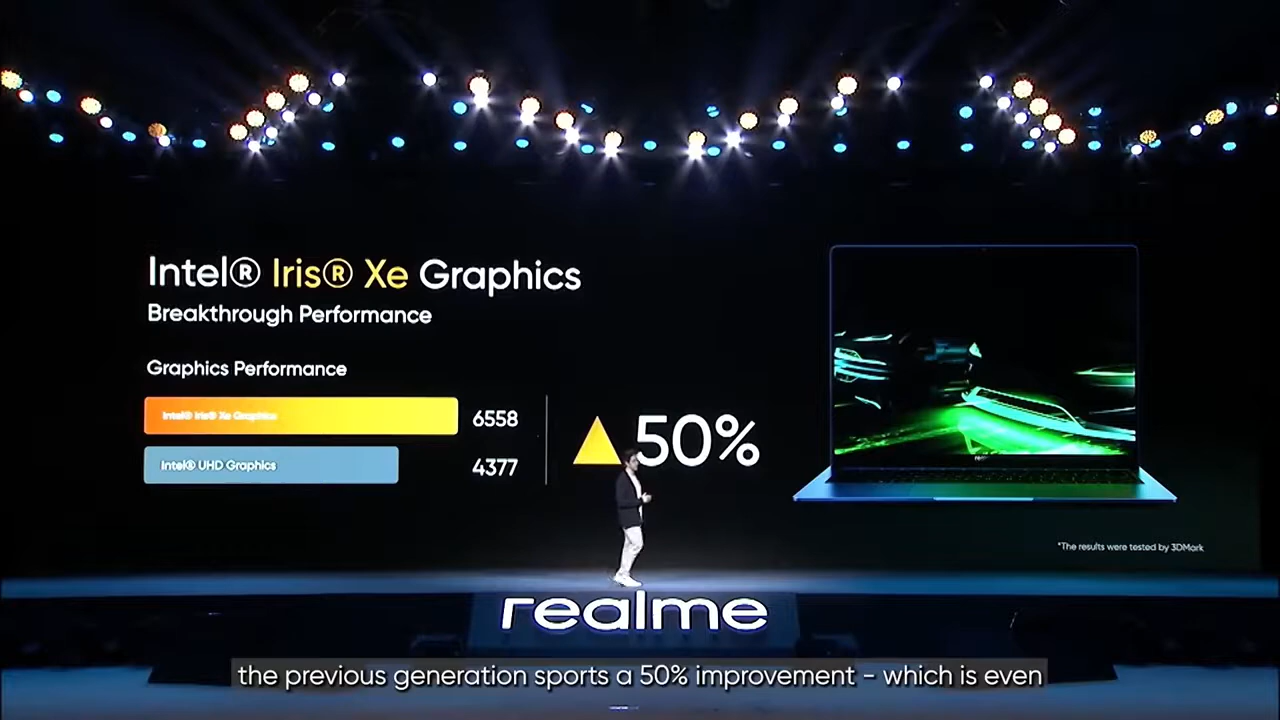 Intel® Iris® Xe Graphics
Breakthrough Performance
Graphics Performance
Intel® Iris® Xe Graphics
6558
Intel® UHD Graphics
4377
50%
*The results were tested by 3DMark
realme
the previous generation sports a 50% improvement - which is even